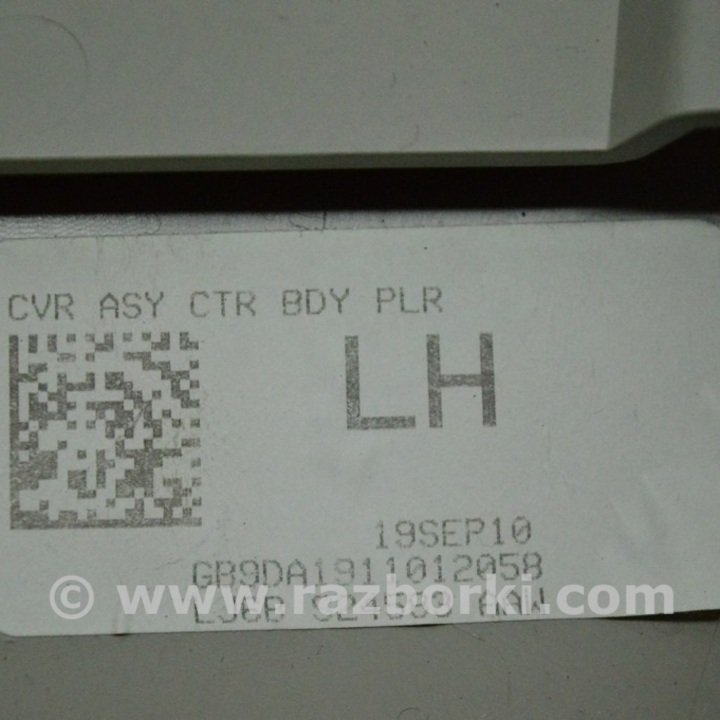 CVR ASY CTR BDY PLR
LH
19SEP10
GB9DA1911012058
© www.razborki.com